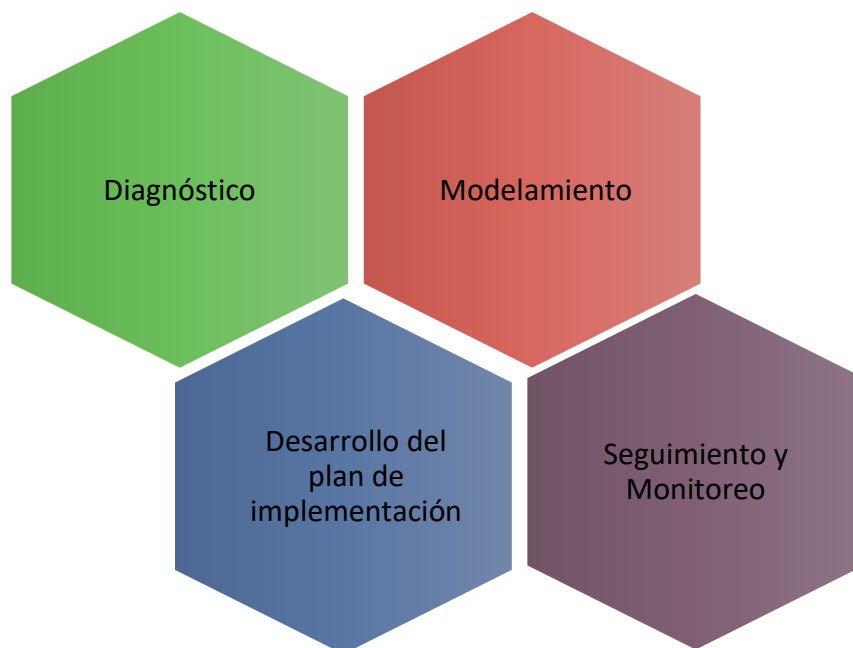 Diagnóstico
Modelamiento
Desarrollo del
plan de
implementación
Seguimiento y
Monitoreo